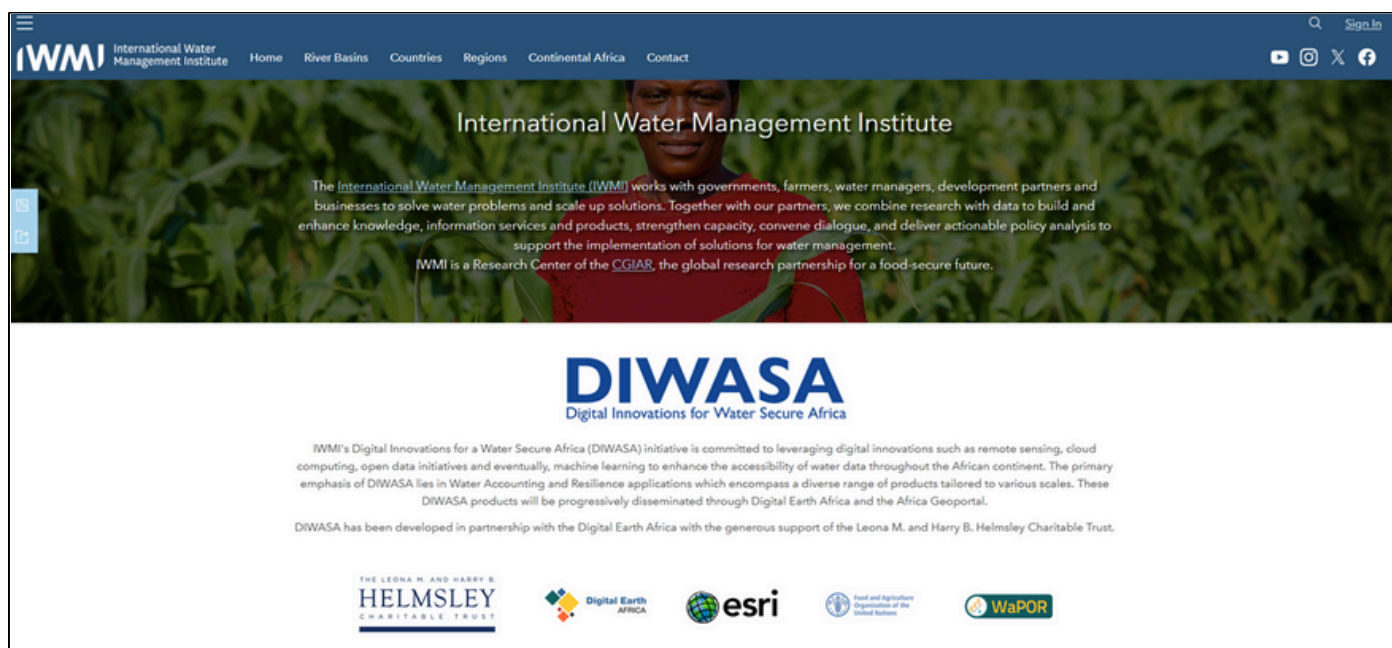 Sign In
IWMI International Water
Management Institute
Home River Basins Countries Regions Continental Africa Contact
International Water Management Institute
The International Water Management Institute (IWMI) works with governments, farmers, water managers, development partners and
businesses to solve water problems and scale up solutions. Together with our partners, we combine research with data to build and
enhance knowledge, information services and products, strengthen capacity, convene dialogue, and deliver actionable policy analysis to
support the implementation of solutions for water management.
IWMI is a Research Center of the CGIAR, the global research partnership for a food-secure future.
DIWASA
Digital Innovations for Water Secure Africa
IWMI's Digital Innovations for a Water Secure Africa (DIWASA) initiative is committed to leveraging digital innovations such as remote sensing, cloud
computing, open data initiatives and eventually, machine learning to enhance the accessibility of water data throughout the African continent. The primary
emphasis of DIWASA lies in Water Accounting and Resilience applications which encompass a diverse range of products tailored to various scales. These
DIWASA products will be progressively disseminated through Digital Earth Africa and the Africa Geoportal.
DIWASA has been developed in partnership with the Digital Earth Africa with the generous support of the Leona M. and Harry B. Helmsley Charitable Trust.
THE LEONA M. AND HARRY B.
HELMSLEY
CHARITABLE TRUST
Digital Earth
AFRICA
esri
Food and Agriculture
Organization of the
United Nations
WaPOR